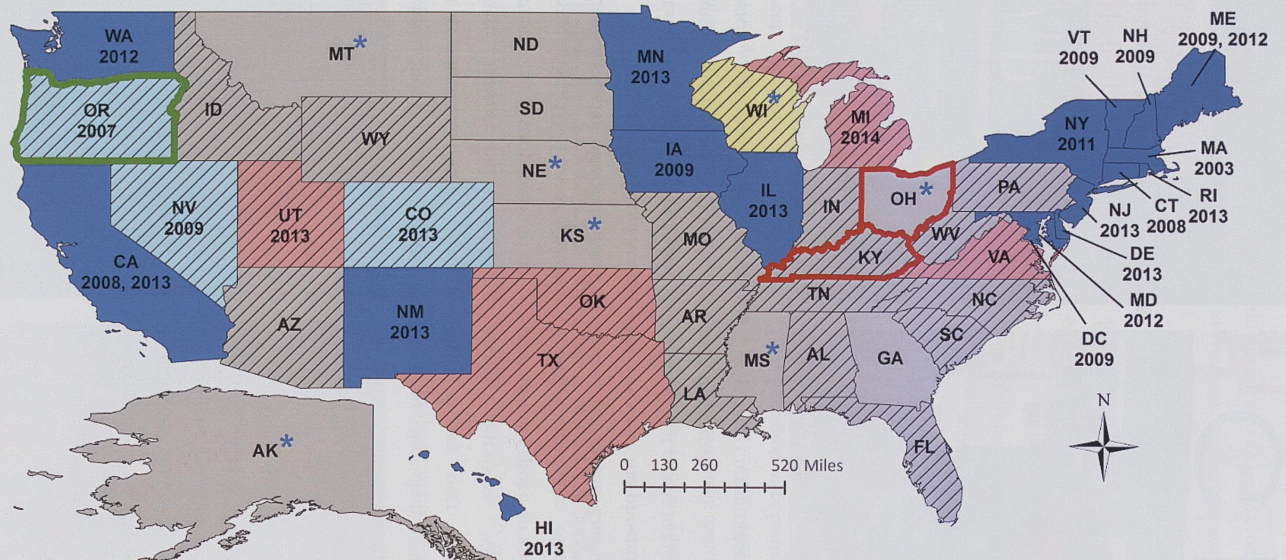 WA
2012
OR
2007
CA
2008, 2013
NV
2009
ID
MT*
WY
UT
2013
CO
2013
AZ
NM
2013
ND
SD
NE*
KS*
OK
TX
MN
2013
IA
2009
MO
AR
LA
WI*
IL
2013
MI
2014
IN
OH*
KY
TN
MS*
AL
GA
FL
SC
NC
VA
WV
PA
NY
2011
VT
2009
NH
2009
ME
2009, 2012
MA
2003
RI
2013
CT
2008
NJ
2013
DE
2013
MD
2012
DC
2009
AK*
HI
2013
0 130 260 520 Miles
N